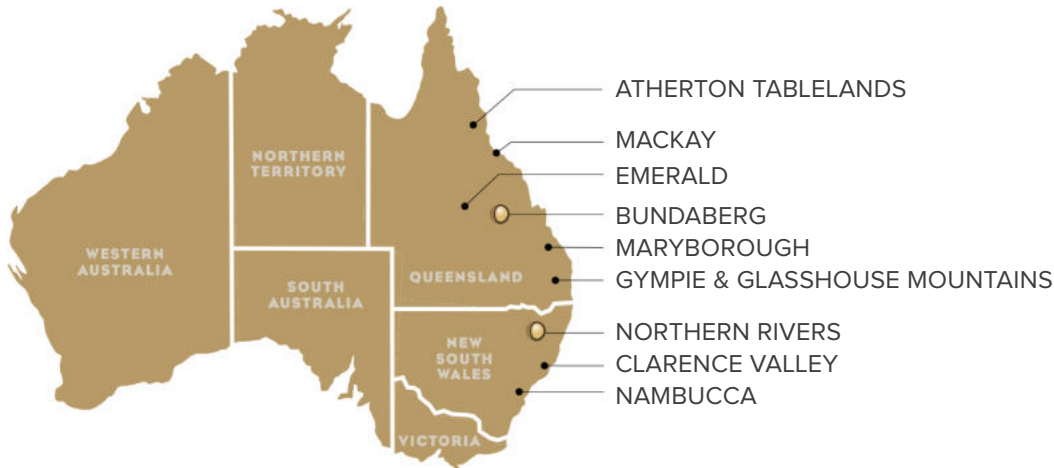 ATHERTON TABLELANDS
MACKAY
NORTHERN
TERRITORY
EMERALD
BUNDABERG
WESTERN
AUSTRALIA
MARYBOROUGH
QUEENSLAND
GYMPIE & GLASSHOUSE MOUNTAINS
SOUTH
AUSTRALIA
NORTHERN RIVERS
NEW
SOUTH
WALES
CLARENCE VALLEY
NAMBUCCA
VICTORIA